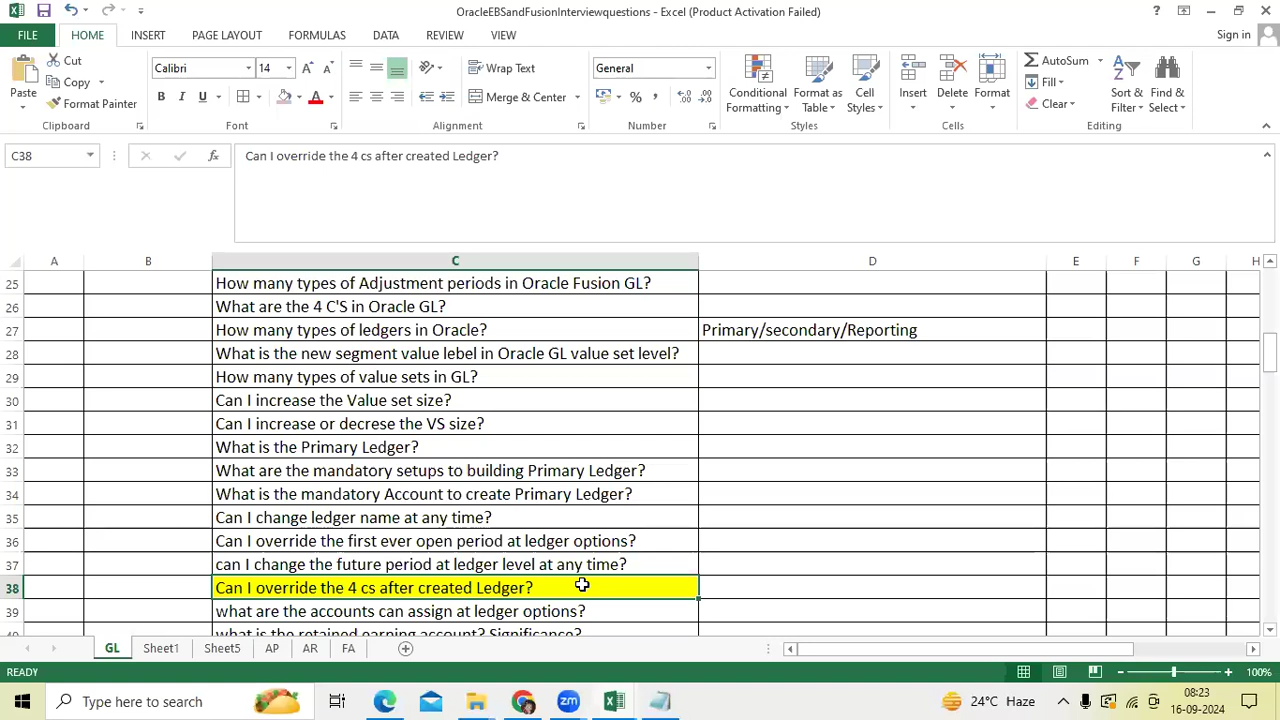 OracleEBSandFusionInterviewquestions - Excel (Product Activation Failed)
FILE HOME INSERT PAGE LAYOUT FORMULAS DATA REVIEW VIEW Sign in
Paste
Cut
Copy
Format Painter
Clipboard
Calibri 14
B I U
Font
Wrap Text
Merge & Center
Alignment
General
Number
Conditional Formatting
Format as Table
Cell Styles
Styles
Insert Delete Format
Cells
AutoSum
Fill
Clear
Sort & Filter
Find & Select
Editing
C38 fx Can I override the 4 cs after created Ledger?
A B C D E F G H
25 How many types of Adjustment periods in Oracle Fusion GL?
26 What are the 4 C'S in Oracle GL?
27 How many types of ledgers in Oracle? Primary/secondary/Reporting
28 What is the new segment value lebel in Oracle GL value set level?
29 How many types of value sets in GL?
30 Can I increase the Value set size?
31 Can I increase or decrese the VS size?
32 What is the Primary Ledger?
33 What are the mandatory setups to building Primary Ledger?
34 What is the mandatory Account to create Primary Ledger?
35 Can I change ledger name at any time?
36 Can I override the first ever open period at ledger options?
37 can I change the future period at ledger level at any time?
38 Can I override the 4 cs after created Ledger?
39 what are the accounts can assign at ledger options?
40 what is the retained earning account? Significance?
GL Sheet1 Sheet5 AP AR FA
READY 100%
Type here to search
zm
24°C Haze
08:23
16-09-2024